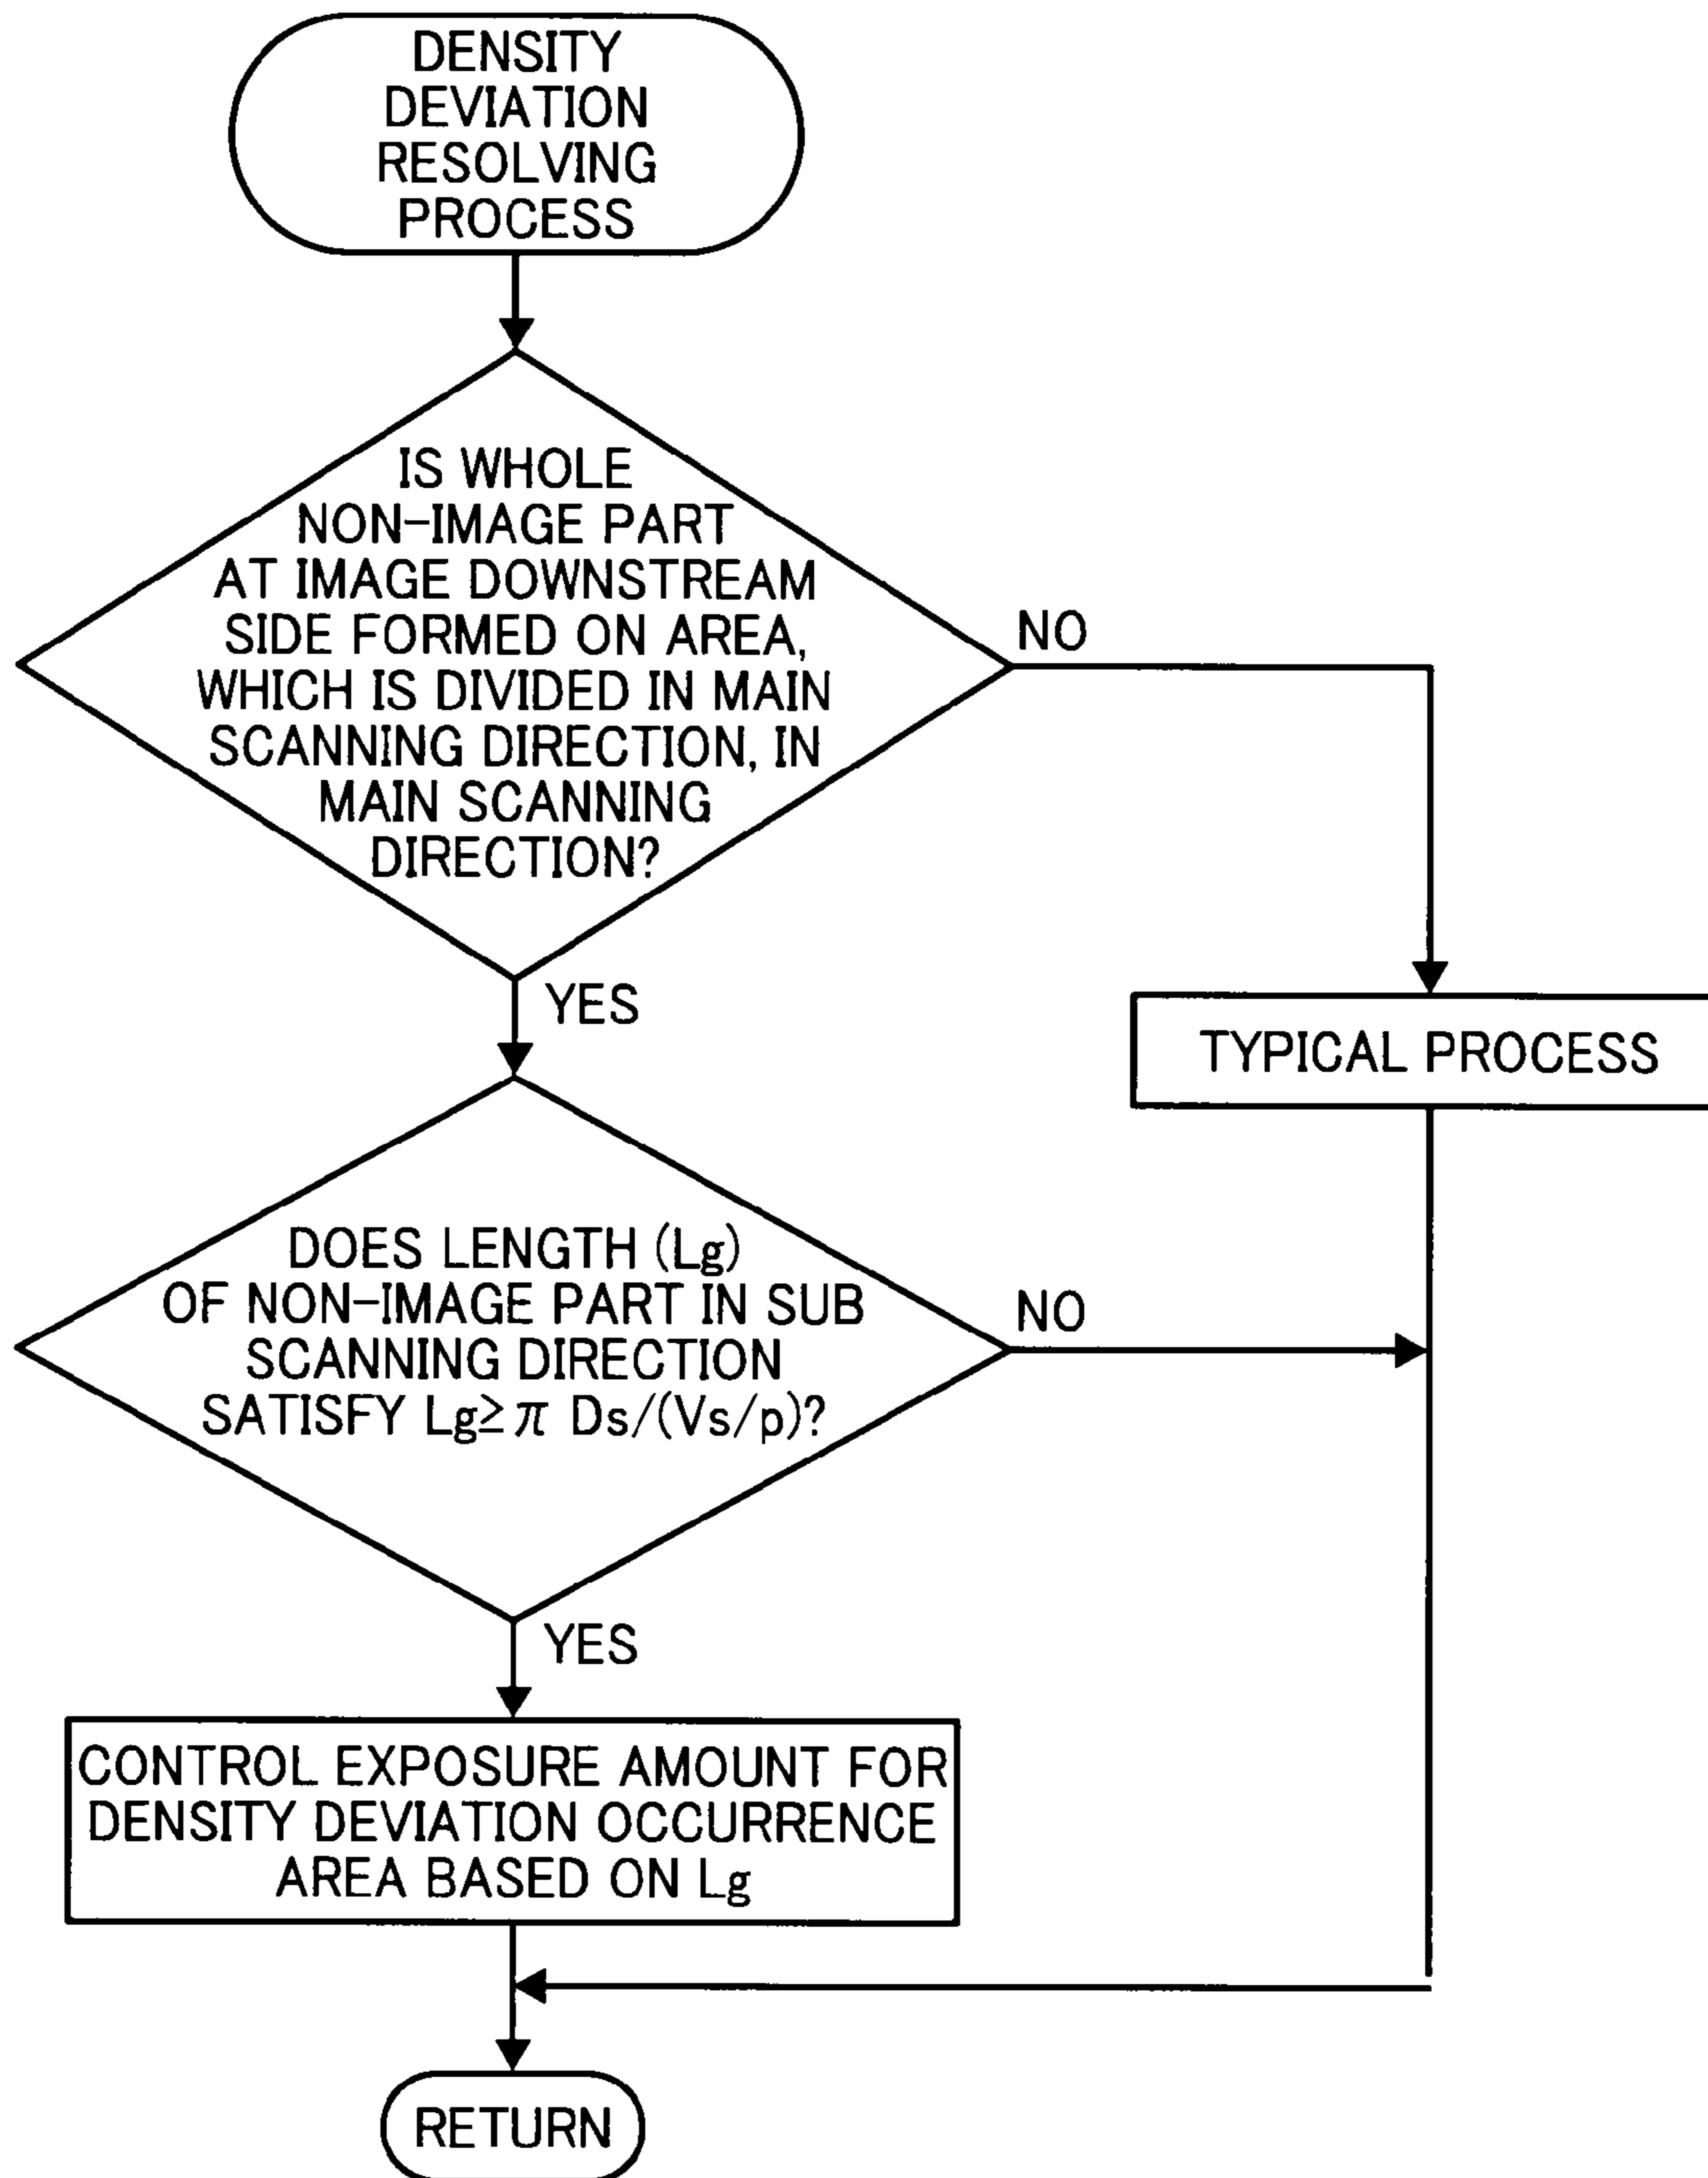 DENSITY
DEVIATION
RESOLVING
PROCESS
IS WHOLE
NON-IMAGE PART
AT IMAGE DOWNSTREAM
SIDE FORMED ON AREA,
WHICH IS DIVIDED IN MAIN
SCANNING DIRECTION, IN
MAIN SCANNING
DIRECTION?
NO
YES
TYPICAL PROCESS
DOES LENGTH (Lg)
OF NON-IMAGE PART IN SUB
SCANNING DIRECTION
SATISFY Lg≥π Ds/(Vs/p)?
NO
YES
CONTROL EXPOSURE AMOUNT FOR
DENSITY DEVIATION OCCURRENCE
AREA BASED ON Lg
RETURN